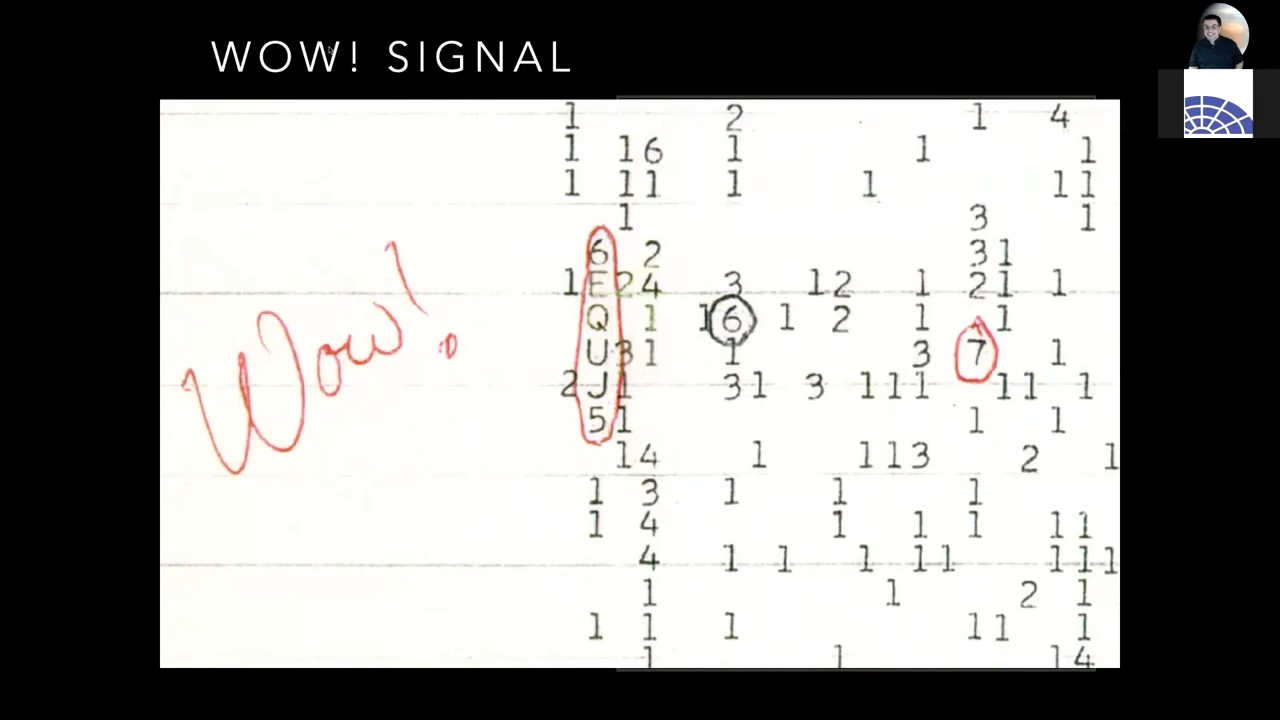 WOW! SIGNAL
1 2 1 4
1 16 1 1 1
1 11 1 1 11
1 3 1
6 2 31
1E24 3 12 1 21 1
Q 1 16 1 2 1 1
U31 1 3 7 1
Wow!
2J1 31 3 111 11 1
51 1 1
14 1 113 2 1
1 3 1 1 1
1 4 1 1 1 11
4 1 1 1 11 111
1 1 2 1
1 1 1 11 1
1 1 14